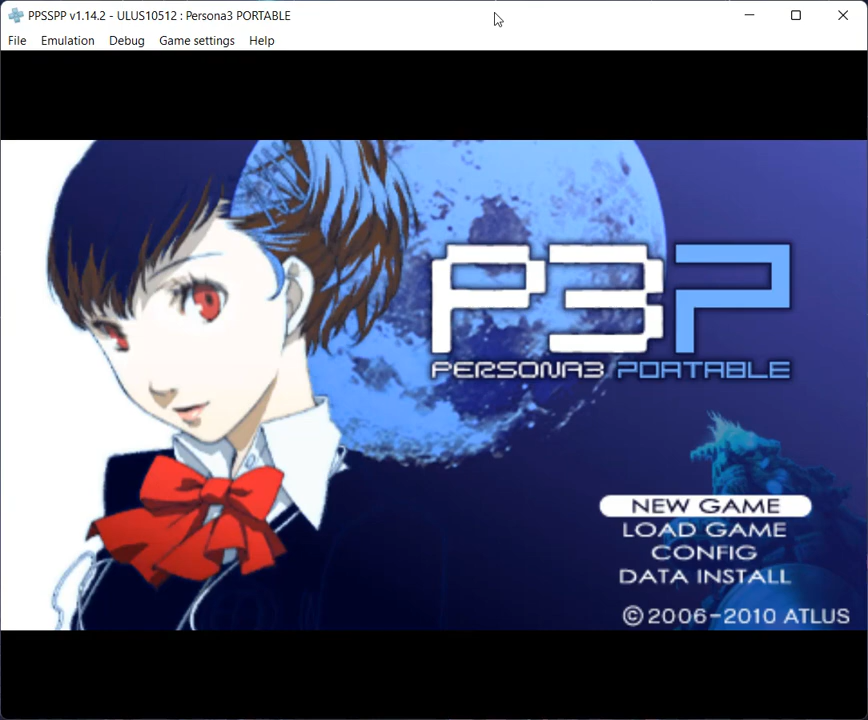 PPSSPP v1.14.2 - ULUS10512 : Persona3 PORTABLE
File Emulation Debug Game settings Help
P3P
PERSONA3 PORTABLE
NEW GAME
LOAD GAME
CONFIG
DATA INSTALL
©2006-2010 ATLUS